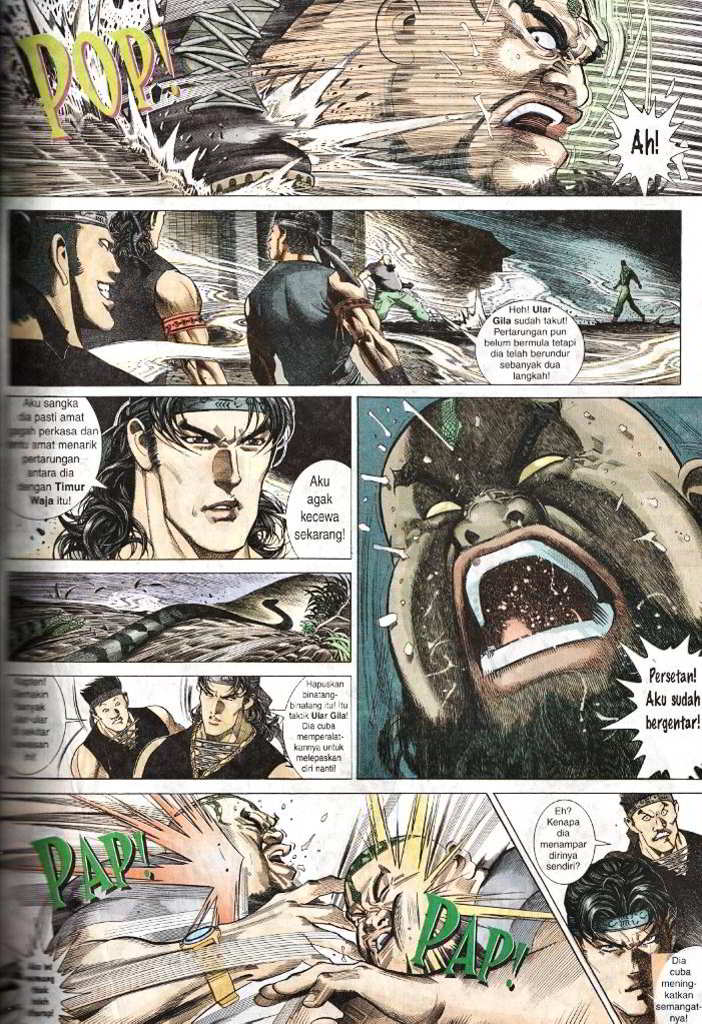 POP!
Ah!
Heh! Ular
Gila sudah takut!
Pertarungan pun
belum bermula tetapi
dia telah berundur
sebanyak dua
langkah!
Aku sangka
dia pasti amat
gagah perkasa dan
amat menarik
pertarungan
antara dia
dengan Timur
Waja itu!
Aku
agak
kecewa
sekarang!
Persetan!
Aku sudah
bergentar!
banyak
Hapuskan
binatang-
binatang itu! Itu
taktik Ular Gila!
Dia cuba
memperalat-
kannya untuk
melepaskan
diri nanti!
PAP!
PAP!
Eh?
Kenapa
dia
menampar
dirinya
sendiri?
Dia
cuba
mening-
katkan
semangat-
nya!